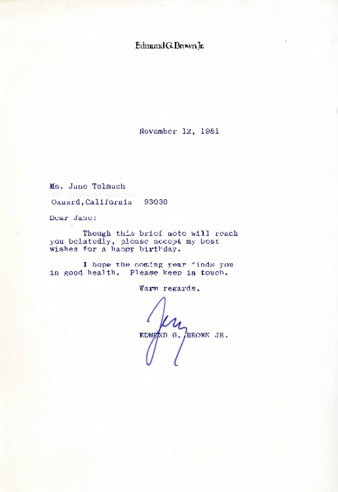 Edmund G. Brown Jr.
November 12, 1981
Ms. Jane Tolmach
Oxnard, California 93030
Dear Jane:
Though this brief note will reach
you belatedly, please accept my best
wishes for a happy birthday.
I hope the coming year finds you
in good health. Please keep in touch.
Warm regards,
Jerry
EDMUND G. BROWN JR.